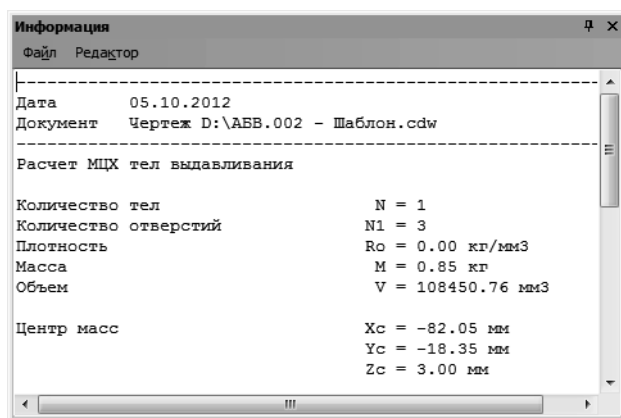 Информация
Файл Редактор
Дата 05.10.2012
Документ Чертеж D:\АБВ.002 - Шаблон.cdw
Расчет МЦХ тел выдавливания
Количество тел N = 1
Количество отверстий N1 = 3
Плотность Ro = 0.00 кг/мм3
Масса M = 0.85 кг
Объем V = 108450.76 мм3
Центр масс Xc = -82.05 мм
Yc = -18.35 мм
Zc = 3.00 мм